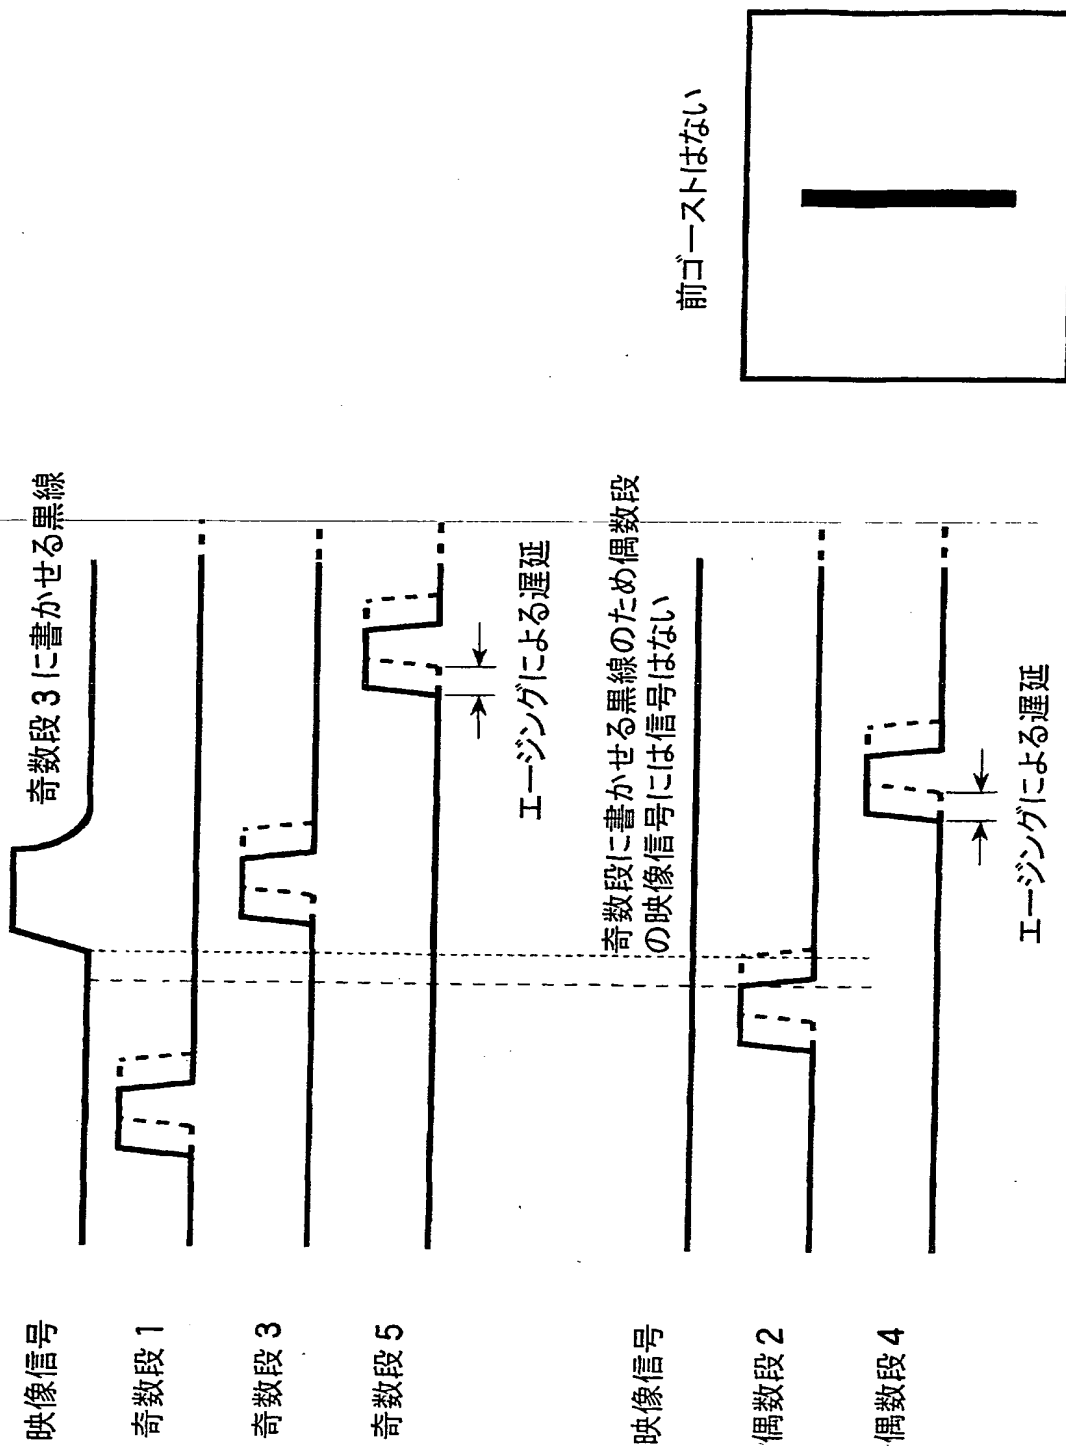 映像信号
奇数段3に書かせる黒線
奇数段1
奇数段3
奇数段5
エージングによる遅延
映像信号
奇数段に書かせる黒線のため偶数段
の映像信号には信号はない
偶数段2
偶数段4
エージングによる遅延
前ゴーストはない